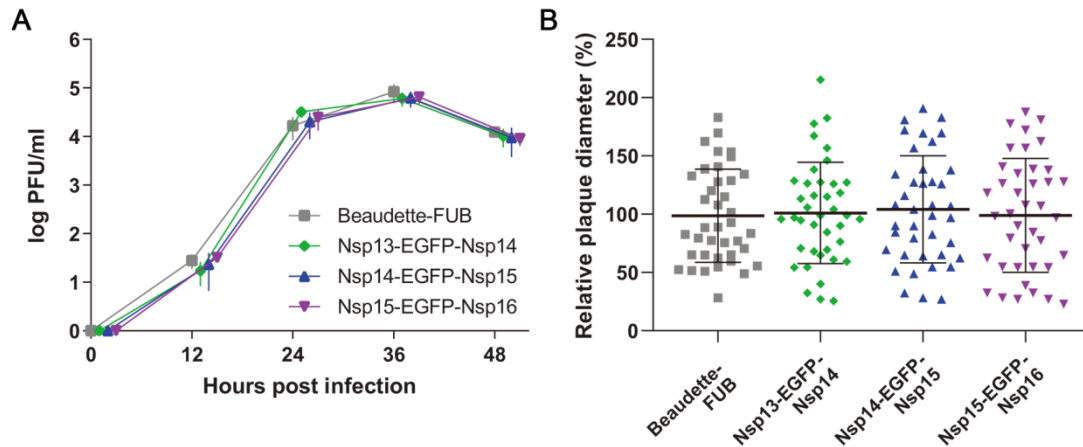 A
6
5
4
3
2
1
0
log PFU/ml
0
12
24
36
48
Hours post infection
Beaudette-FUB
Nsp13-EGFP-Nsp14
Nsp14-EGFP-Nsp15
Nsp15-EGFP-Nsp16
B
250
200
150
100
50
0
Relative plaque diameter (%)
Beaudette-
FUB
Nsp13-EGFP-
Nsp14
Nsp14-EGFP-
Nsp15
Nsp15-EGFP-
Nsp16